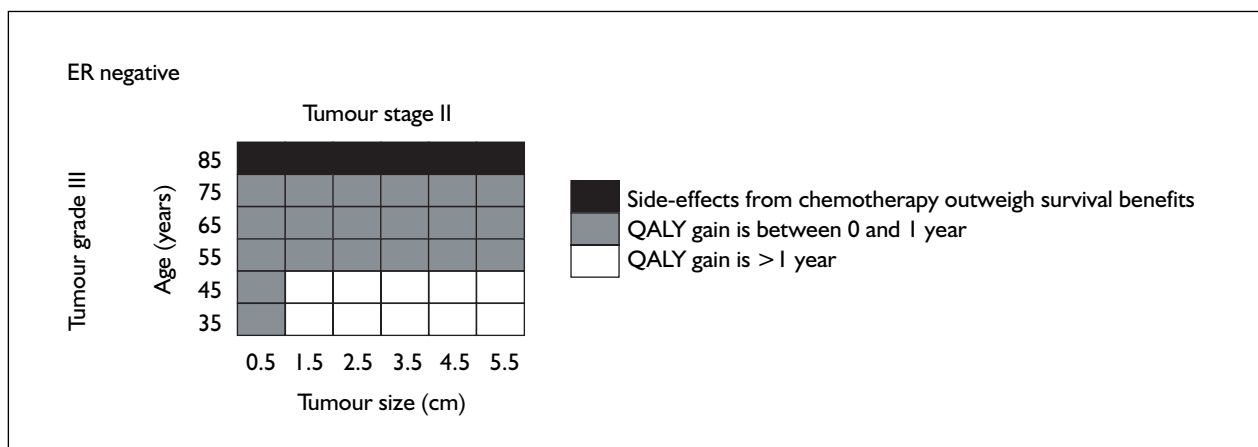 ER negative
Tumour stage II
Tumour grade III
Age (years)
85
75
65
55
45
35
0.5 1.5 2.5 3.5 4.5 5.5
Tumour size (cm)
Side-effects from chemotherapy outweigh survival benefits
QALY gain is between 0 and 1 year
QALY gain is >1 year